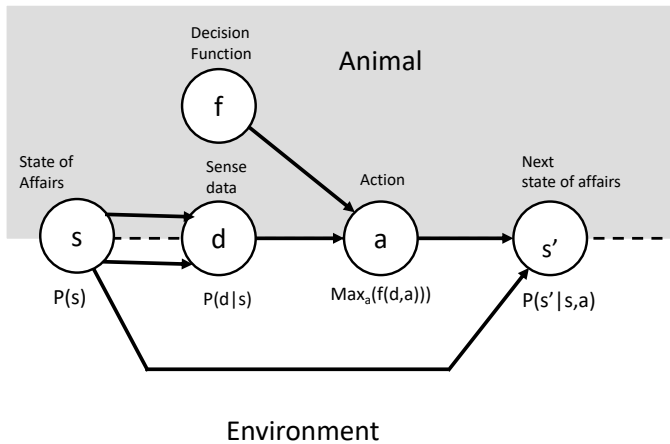 Decision
Function
Animal
f
State of
Affairs
Sense
data
Action
Next
state of affairs
s
d
a
s’
P(s)
P(d|s)
Maxₐ(f(d,a)))
P(s’|s,a)
Environment